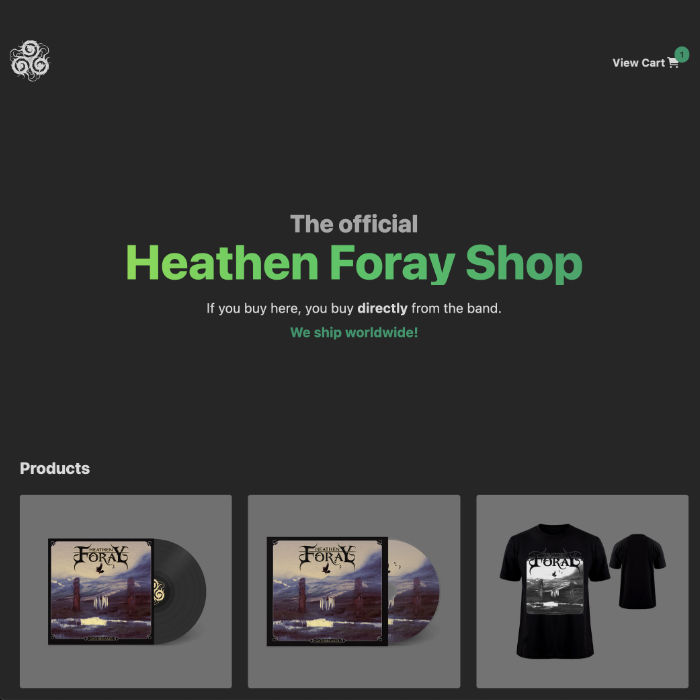 View Cart
1
The official
Heathen Foray Shop
If you buy here, you buy directly from the band.
We ship worldwide!
Products
HEATHEN
FORAY
HEATHEN
FORAY
FORAY